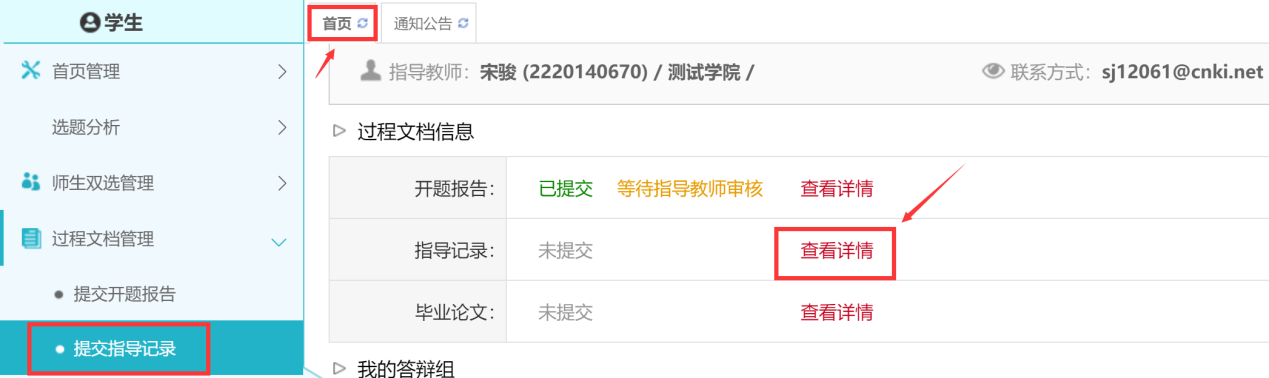 学生
首页管理
选题分析
师生双选管理
过程文档管理
提交开题报告
提交指导记录
首页 通知公告
指导教师: 宋骏 (2220140670) / 测试学院 / 联系方式: sj12061@cnki.net
过程文档信息
开题报告: 已提交 等待指导教师审核 查看详情
指导记录: 未提交 查看详情
毕业论文: 未提交 查看详情
我的答辩组